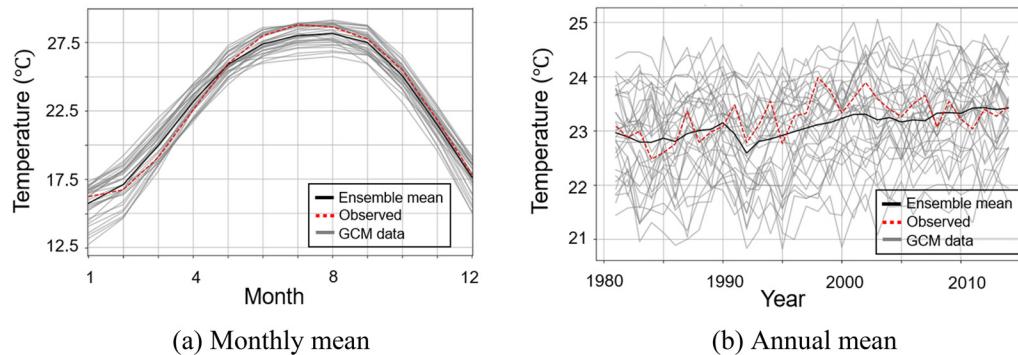 27.5
22.5
17.5
12.5
Temperature (°C)
1
4
8
12
Month
Ensemble mean
Observed
GCM data
(a) Monthly mean
25
24
23
22
21
Temperature (°C)
1980
1990
2000
2010
Year
Ensemble mean
Observed
GCM data
(b) Annual mean